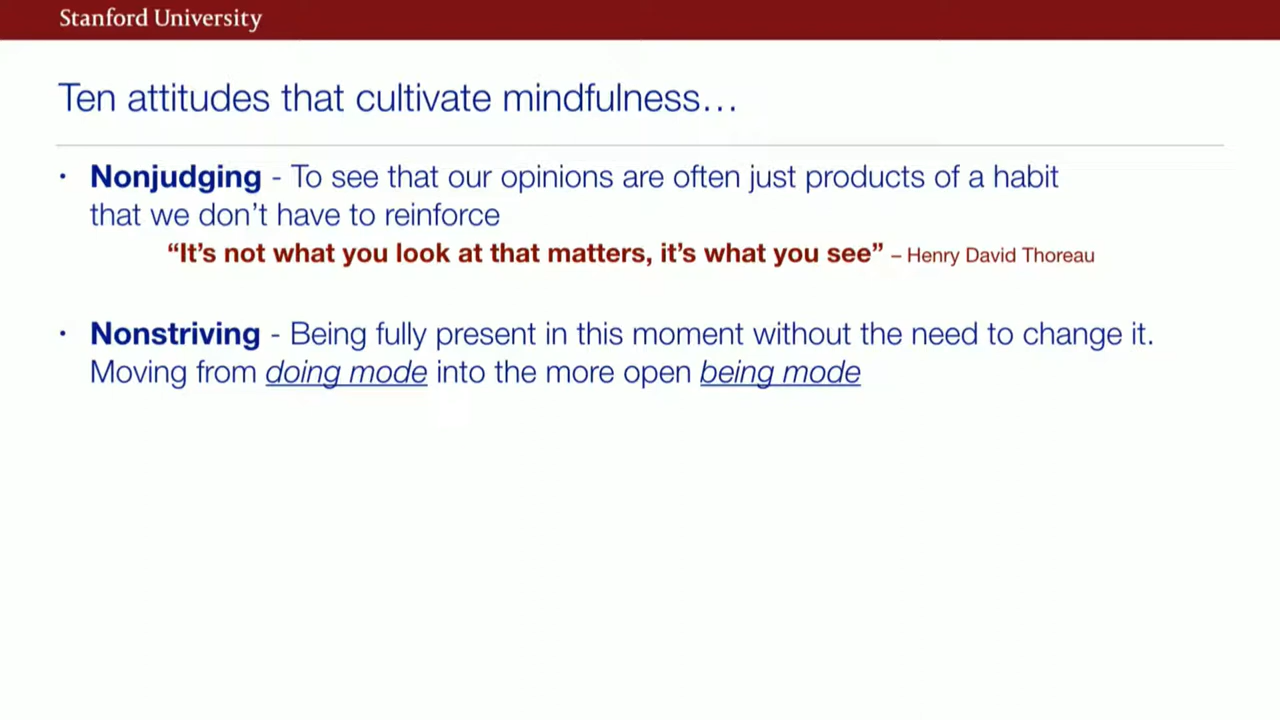 Stanford University
Ten attitudes that cultivate mindfulness…
• Nonjudging - To see that our opinions are often just products of a habit
that we don’t have to reinforce
“It’s not what you look at that matters, it’s what you see” – Henry David Thoreau
• Nonstriving - Being fully present in this moment without the need to change it.
Moving from doing mode into the more open being mode